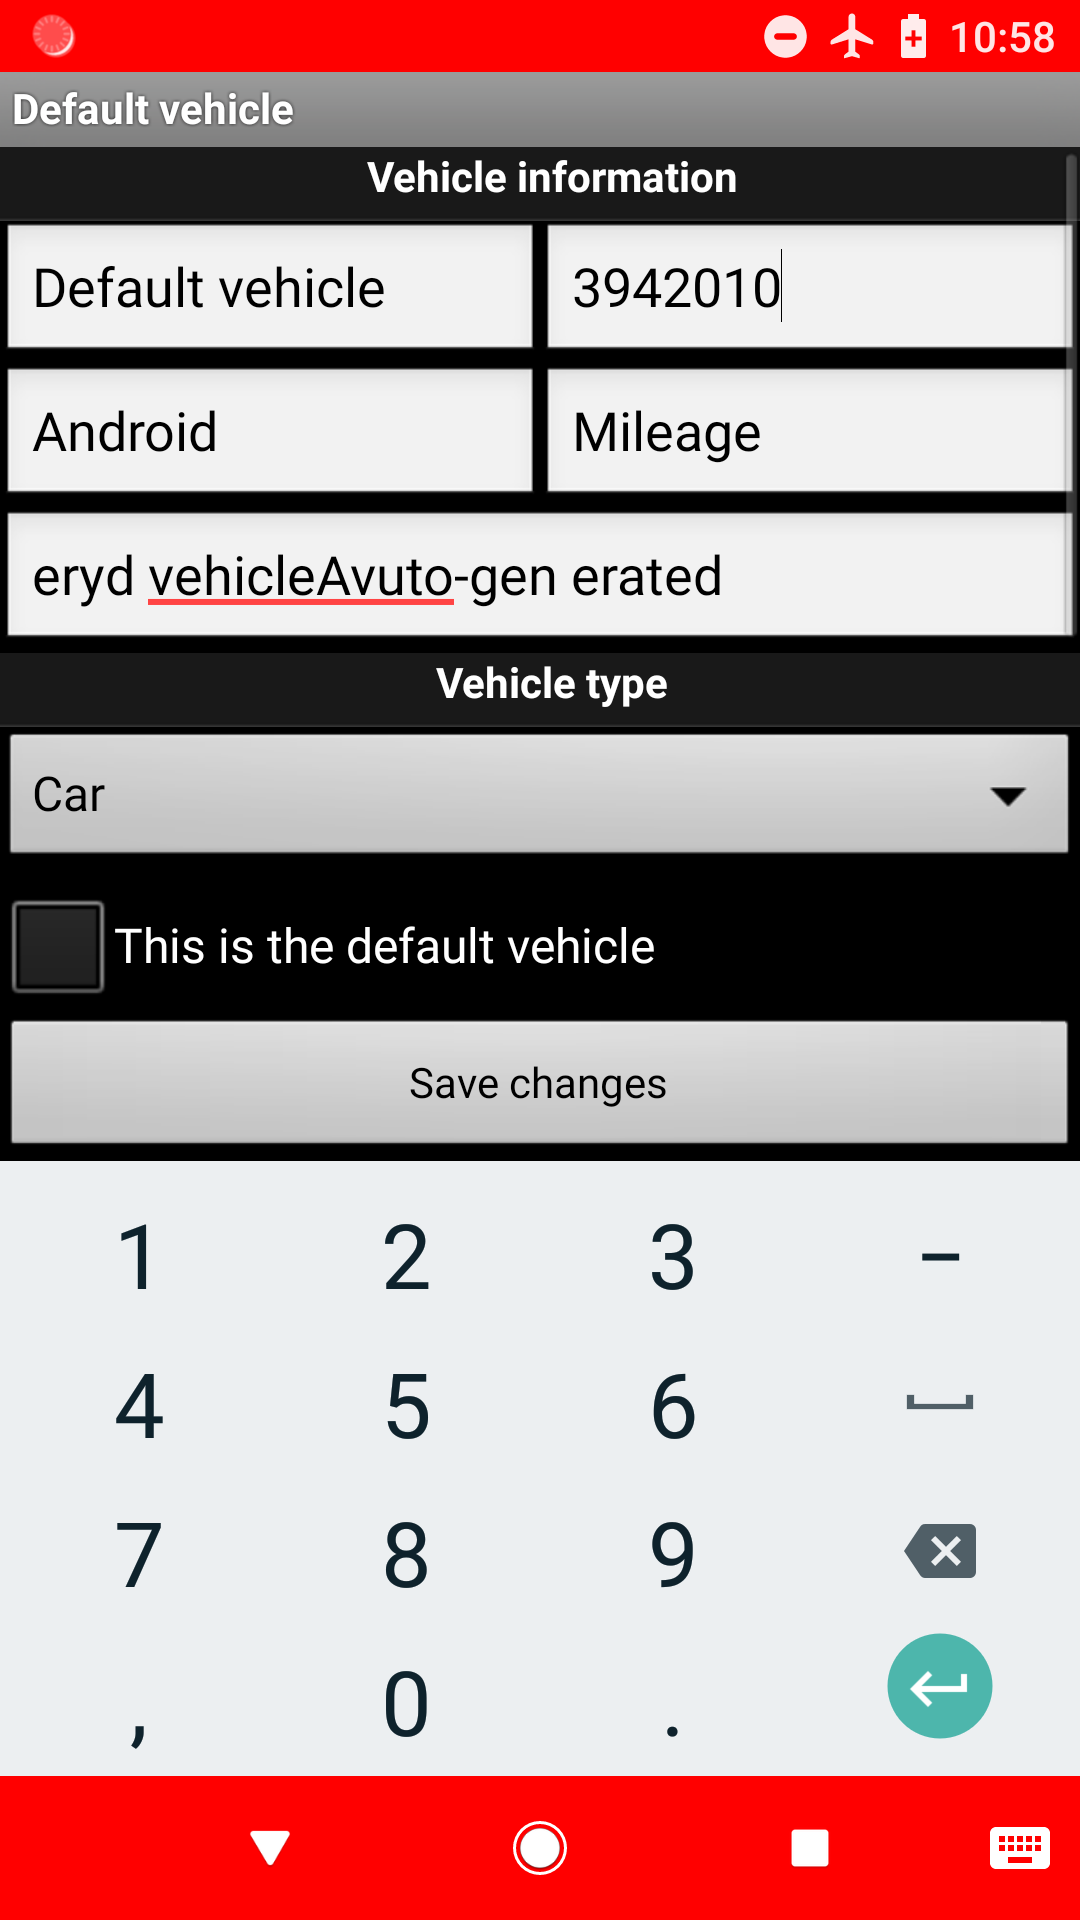 10:58
Default vehicle
Vehicle information
Default vehicle 3942010
Android Mileage
eryd vehicleAvuto-gen erated
Vehicle type
Car
This is the default vehicle
Save changes
1 2 3 –
4 5 6
7 8 9
, 0 .